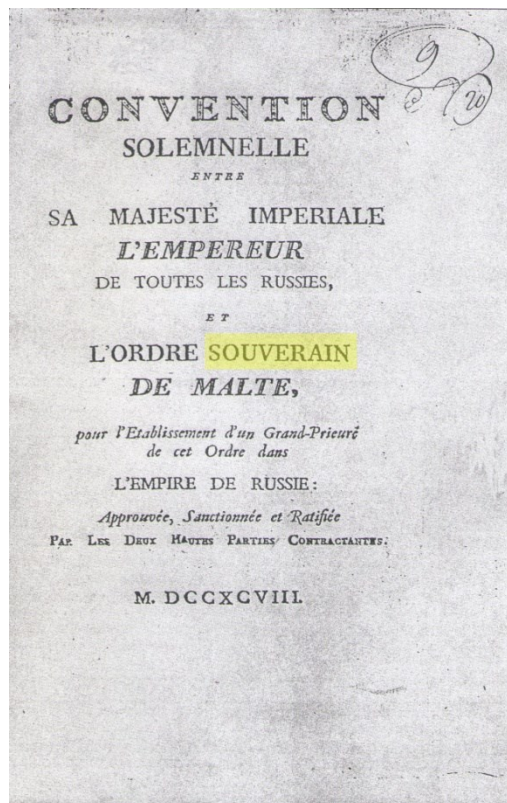 9
20
CONVENTION
SOLEMNELLE
ENTRE
SA MAJESTÉ IMPERIALE
L'EMPEREUR
DE TOUTES LES RUSSIES,
ET
L'ORDRE SOUVERAIN
DE MALTE,
pour l'Etablissement d'un Grand-Prieuré
de cet Ordre dans
L'EMPIRE DE RUSSIE:
Approuvée, Sanctionnée et Ratifiée
PAR LES DEUX HAUTES PARTIES CONTRACTANTES.
M. DCCXCVIII.